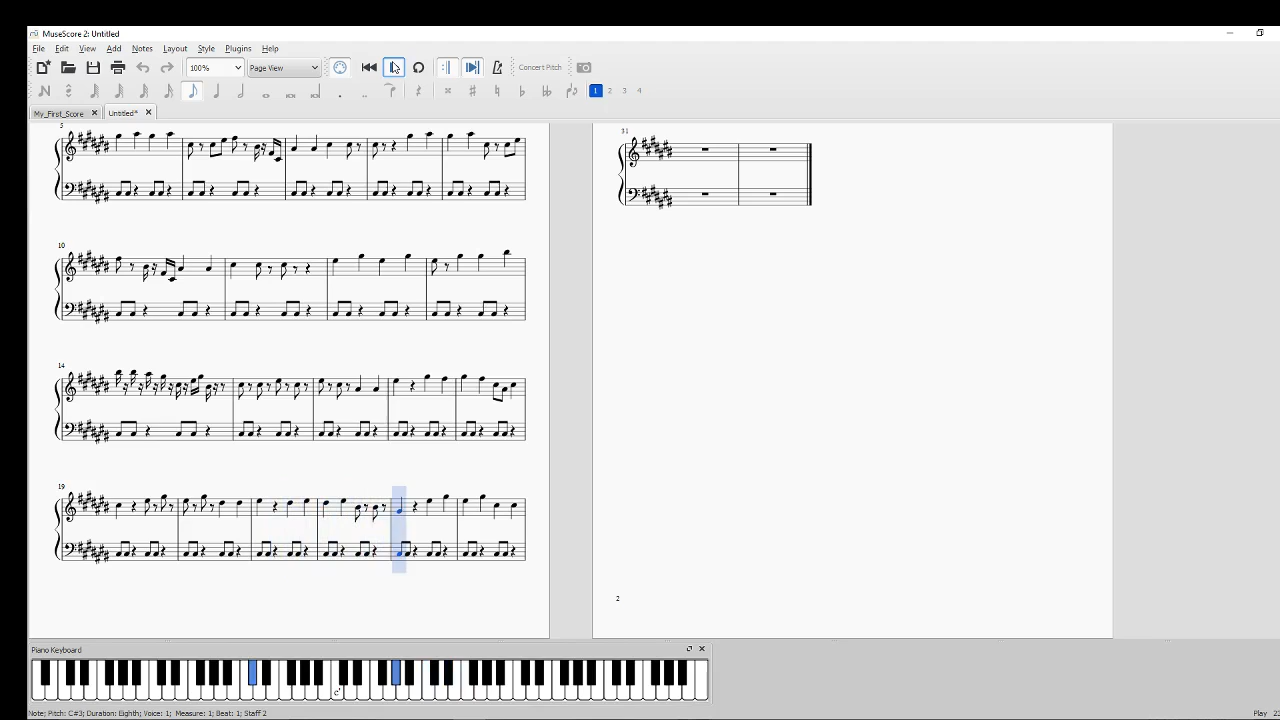 MuseScore 2: Untitled
File Edit View Add Notes Layout Style Plugins Help
100% Page View Concert Pitch
1 2 3 4
My_First_Score Untitled*
5
31
10
14
19
2
Piano Keyboard
c'
Note; Pitch: C#3; Duration: Eighth; Voice: 1; Measure: 1; Beat: 1; Staff 2
Play